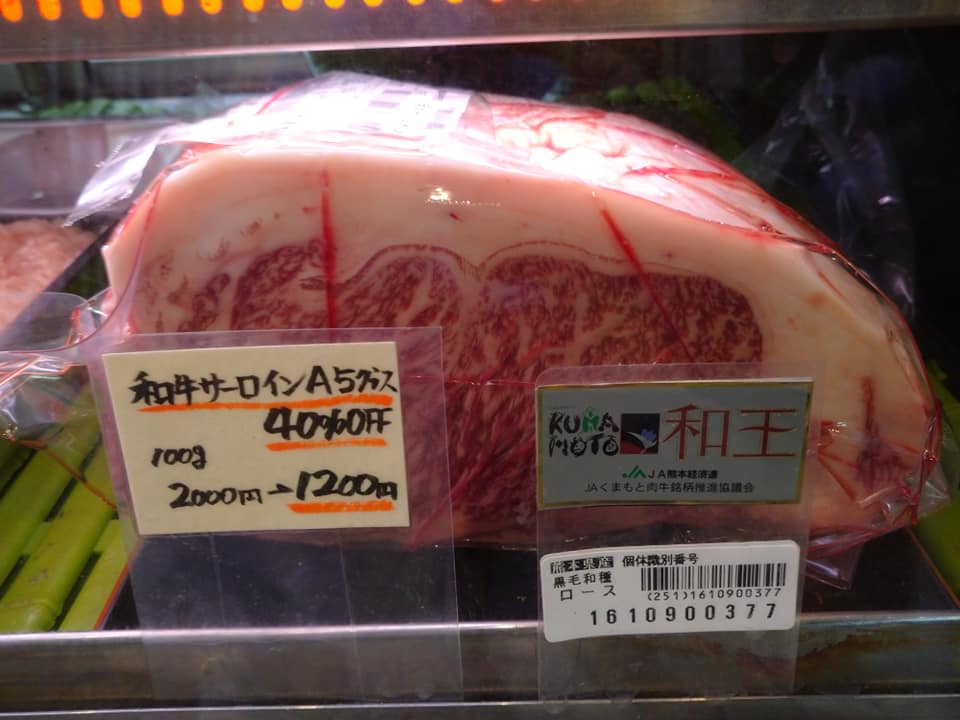 和牛サーロインA5クラス
40%OFF
100g
2000円→1200円
KUMAMOTO 和王
JA熊本経済連
JAくまもと肉牛銘柄推進協議会
熊本県産 個体識別番号
黒毛和種
ロース
(251)1610900377
1610900377